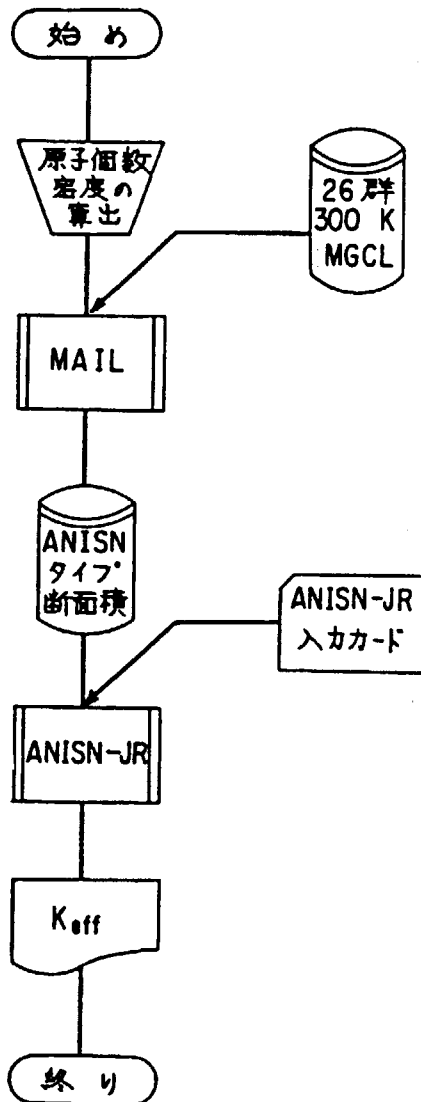 始め
原子個数
密度の
算出
26群
300 K
MGCL
MAIL
ANISN
タイプ
断面積
ANISN-JR
入力カード
ANISN-JR
Keff
終り